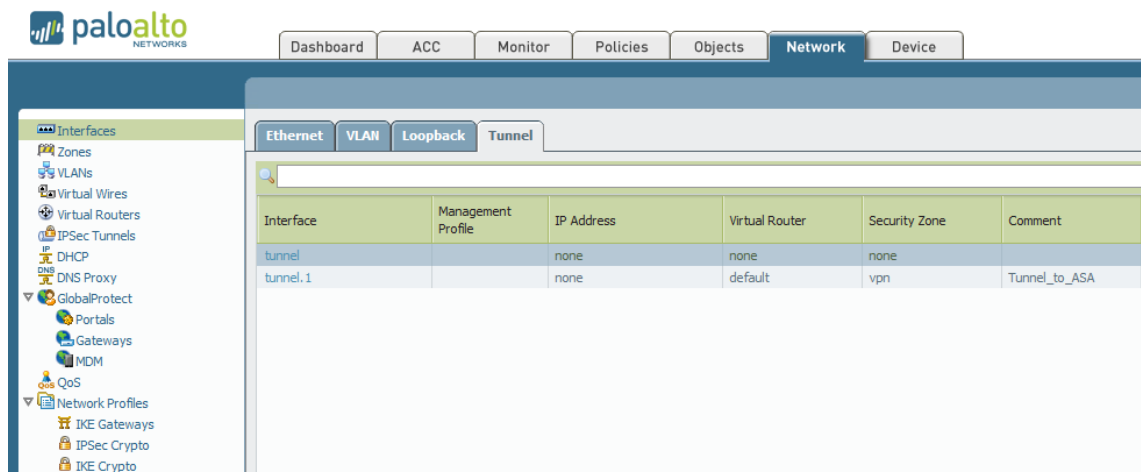 paloalto
NETWORKS
Dashboard ACC Monitor Policies Objects Network Device
Interfaces
Zones
VLANs
Virtual Wires
Virtual Routers
IPSec Tunnels
DHCP
DNS Proxy
GlobalProtect
Portals
Gateways
MDM
QoS
Network Profiles
IKE Gateways
IPSec Crypto
IKE Crypto
Ethernet VLAN Loopback Tunnel
Interface Management Profile IP Address Virtual Router Security Zone Comment
tunnel none none none
tunnel.1 none default vpn Tunnel_to_ASA